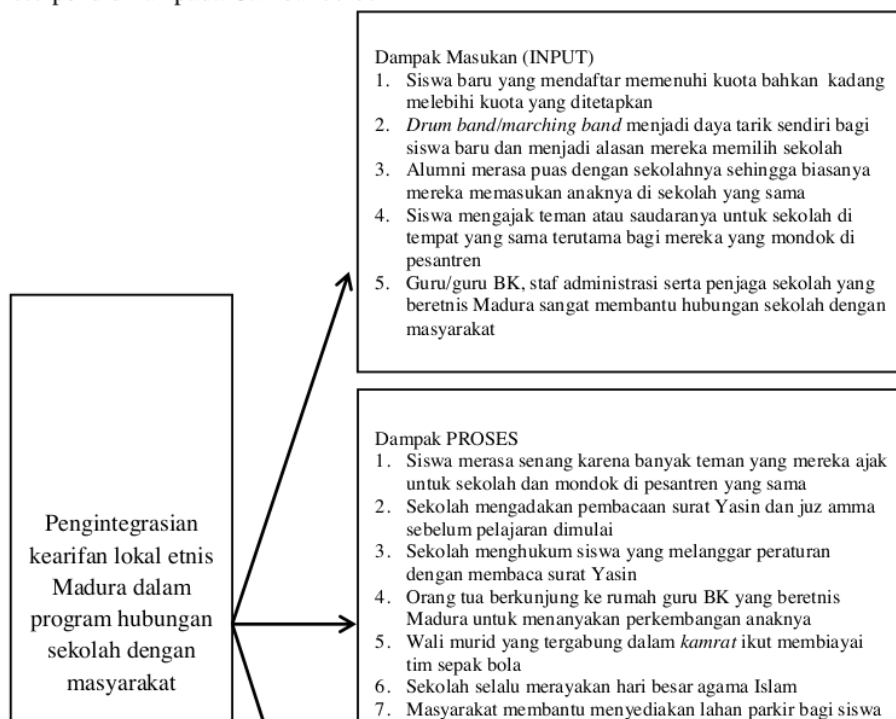 Dampak Masukan (INPUT)
1. Siswa baru yang mendaftar memenuhi kuota bahkan kadang
melebihi kuota yang ditetapkan
2. Drum band/marching band menjadi daya tarik sendiri bagi
siswa baru dan menjadi alasan mereka memilih sekolah
3. Alumni merasa puas dengan sekolahnya sehingga biasanya
mereka memasukan anaknya di sekolah yang sama
4. Siswa mengajak teman atau saudaranya untuk sekolah di
tempat yang sama terutama bagi mereka yang mondok di
pesantren
5. Guru/guru BK, staf administrasi serta penjaga sekolah yang
beretnis Madura sangat membantu hubungan sekolah dengan
masyarakat
Pengintegrasian
kearifan lokal etnis
Madura dalam
program hubungan
sekolah dengan
masyarakat
Dampak PROSES
1. Siswa merasa senang karena banyak teman yang mereka ajak
untuk sekolah dan mondok di pesantren yang sama
2. Sekolah mengadakan pembacaan surat Yasin dan juz amma
sebelum pelajaran dimulai
3. Sekolah menghukum siswa yang melanggar peraturan
dengan membaca surat Yasin
4. Orang tua berkunjung ke rumah guru BK yang beretnis
Madura untuk menanyakan perkembangan anaknya
5. Wali murid yang tergabung dalam kamrat ikut membiayai
tim sepak bola
6. Sekolah selalu merayakan hari besar agama Islam
7. Masyarakat membantu menyediakan lahan parkir bagi siswa